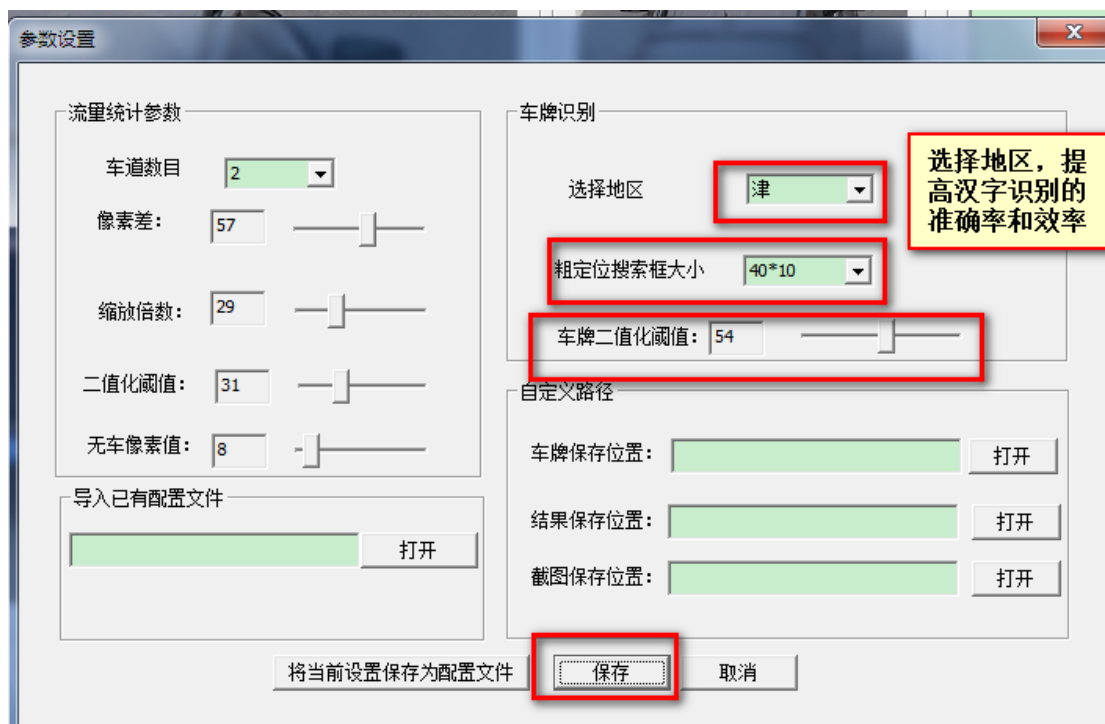 参数设置
X
流量统计参数
车道数目
2
像素差：
57
缩放倍数：
29
二值化阈值：
31
无车像素值：
8
导入已有配置文件
打开
车牌识别
选择地区
津
选择地区，提
高汉字识别的
准确率和效率
粗定位搜索框大小
40*10
车牌二值化阈值：
54
自定义路径
车牌保存位置：
打开
结果保存位置：
打开
截图保存位置：
打开
将当前设置保存为配置文件
保存
取消